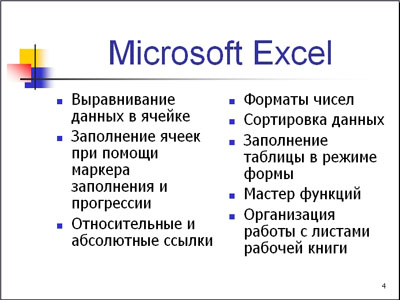 Microsoft Excel
Выравнивание
данных в ячейке
Заполнение ячеек
при помощи
маркера
заполнения и
прогрессии
Относительные и
абсолютные ссылки
Форматы чисел
Сортировка данных
Заполнение
таблицы в режиме
формы
Мастер функций
Организация
работы с листами
рабочей книги
4